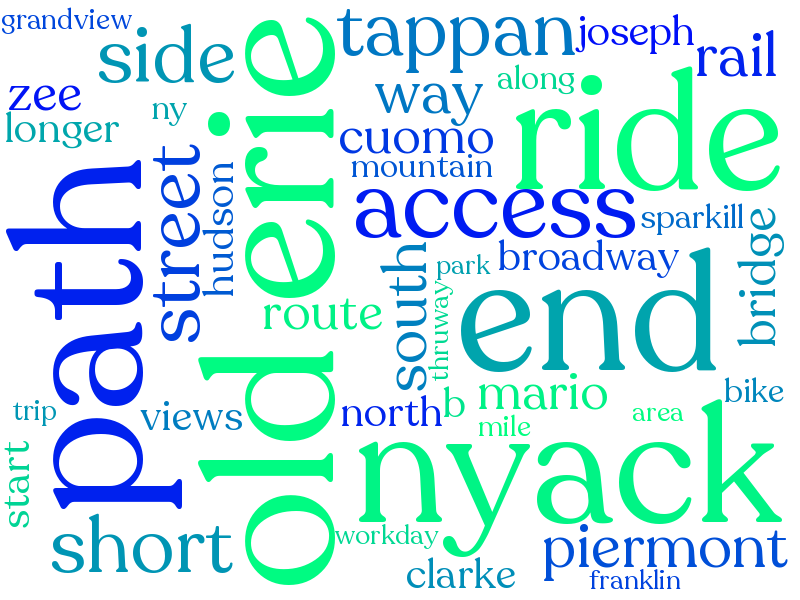 grandview
side
tappan
joseph
rail
zee
ny
way
along
longer
cuomo
ride
mountain
path
street
hudson
old erie
access
sparkill
bridge
broadway
park
south
end
route
thruway
mario
bike
b
north
views
trip
area
mile
nyack
start
short
workday
piermont
clarke
franklin